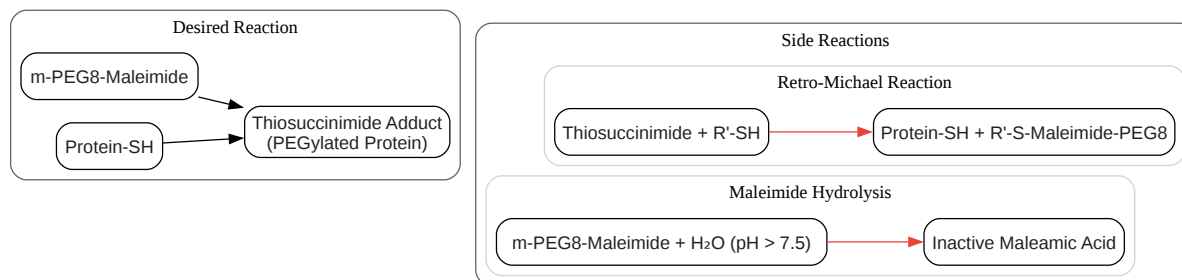 Desired Reaction
m-PEG8-Maleimide
Protein-SH
Thiosuccinimide Adduct
(PEGylated Protein)
Side Reactions
Retro-Michael Reaction
Thiosuccinimide + R'-SH
Protein-SH + R'-S-Maleimide-PEG8
Maleimide Hydrolysis
m-PEG8-Maleimide + H₂O (pH > 7.5)
Inactive Maleamic Acid